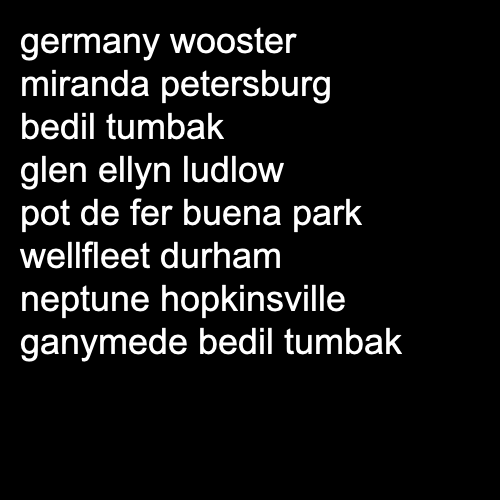 germany wooster
miranda petersburg
bedil tumbak
glen ellyn ludlow
pot de fer buena park
wellfleet durham
neptune hopkinsville
ganymede bedil tumbak